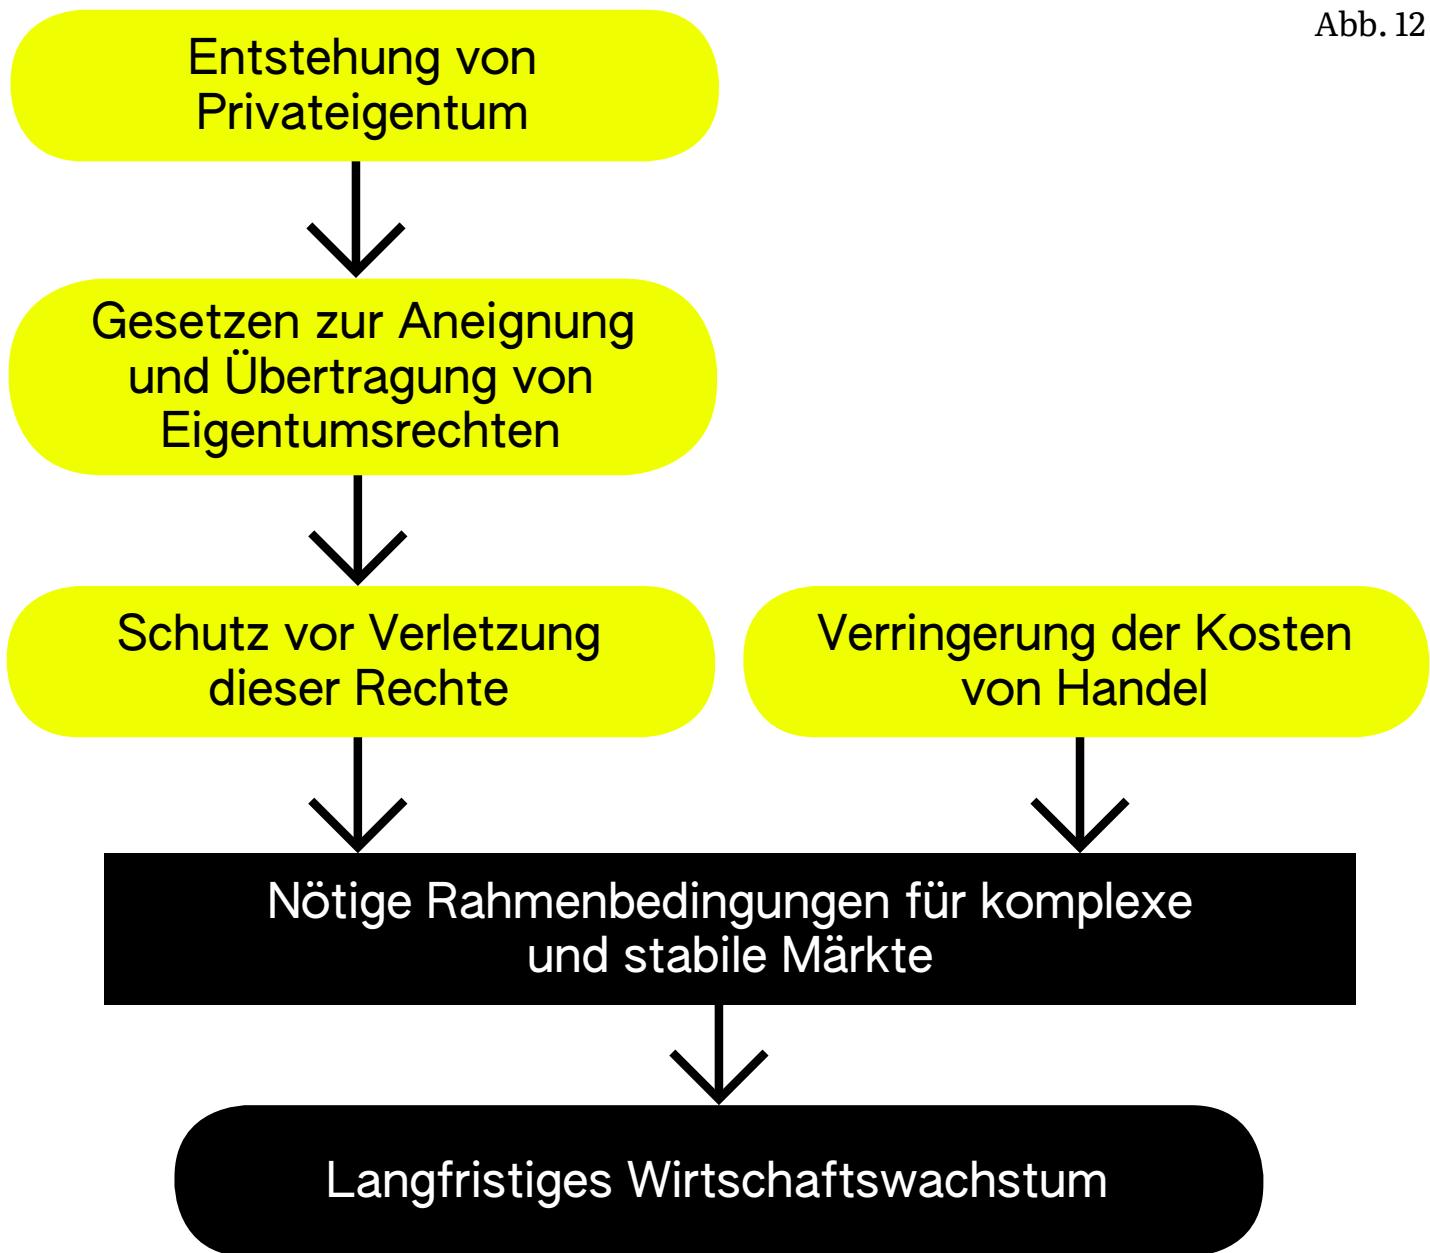 Abb. 12
Entstehung von
Privateigentum
Gesetzen zur Aneignung
und Übertragung von
Eigentumsrechten
Schutz vor Verletzung
dieser Rechte
Verringerung der Kosten
von Handel
Nötige Rahmenbedingungen für komplexe
und stabile Märkte
Langfristiges Wirtschaftswachstum